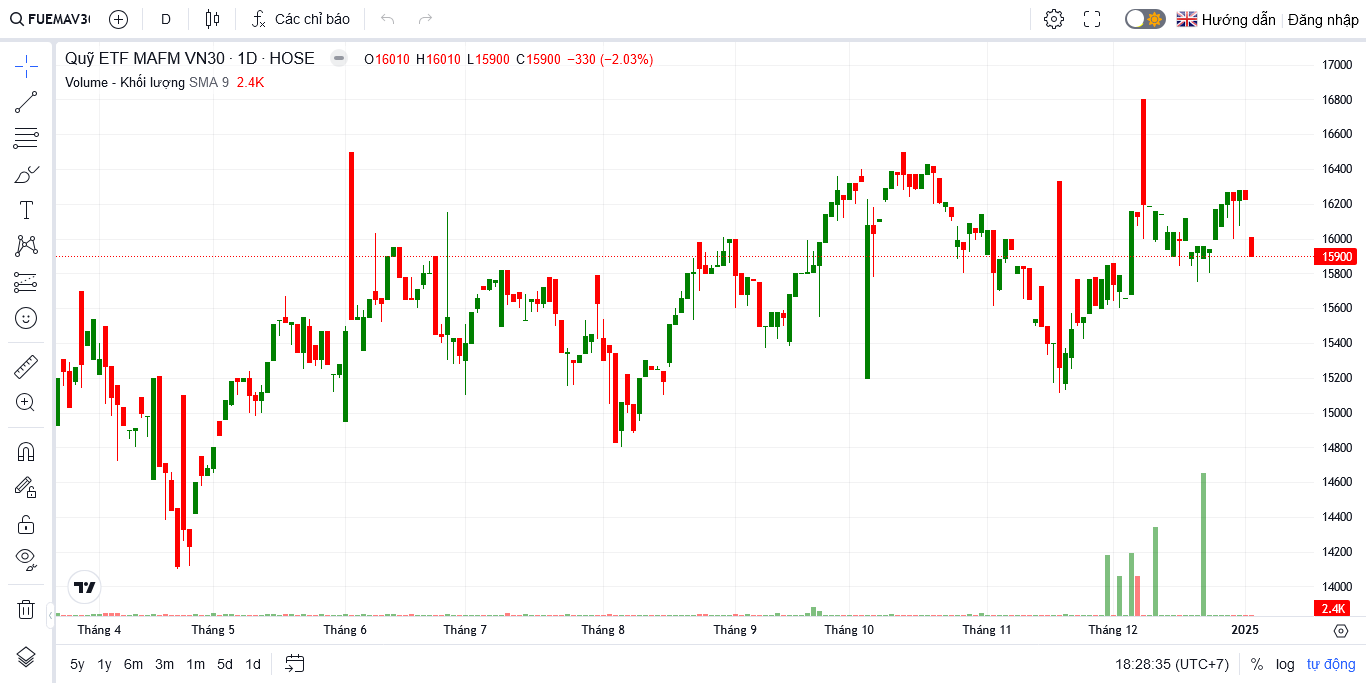 FUEMAV30 D Các chỉ báo Hướng dẫn Đăng nhập
Quỹ ETF MAFM VN30 · 1D · HOSE O16010 H16010 L15900 C15900 −330 (−2.03%)
Volume - Khối lượng SMA 9 2.4K
17000
16800
16600
16400
16200
16000
15900
15800
15600
15400
15200
15000
14800
14600
14400
14200
14000
2.4K
Tháng 4 Tháng 5 Tháng 6 Tháng 7 Tháng 8 Tháng 9 Tháng 10 Tháng 11 Tháng 12 2025
5y 1y 6m 3m 1m 5d 1d 18:28:35 (UTC+7) % log tự động